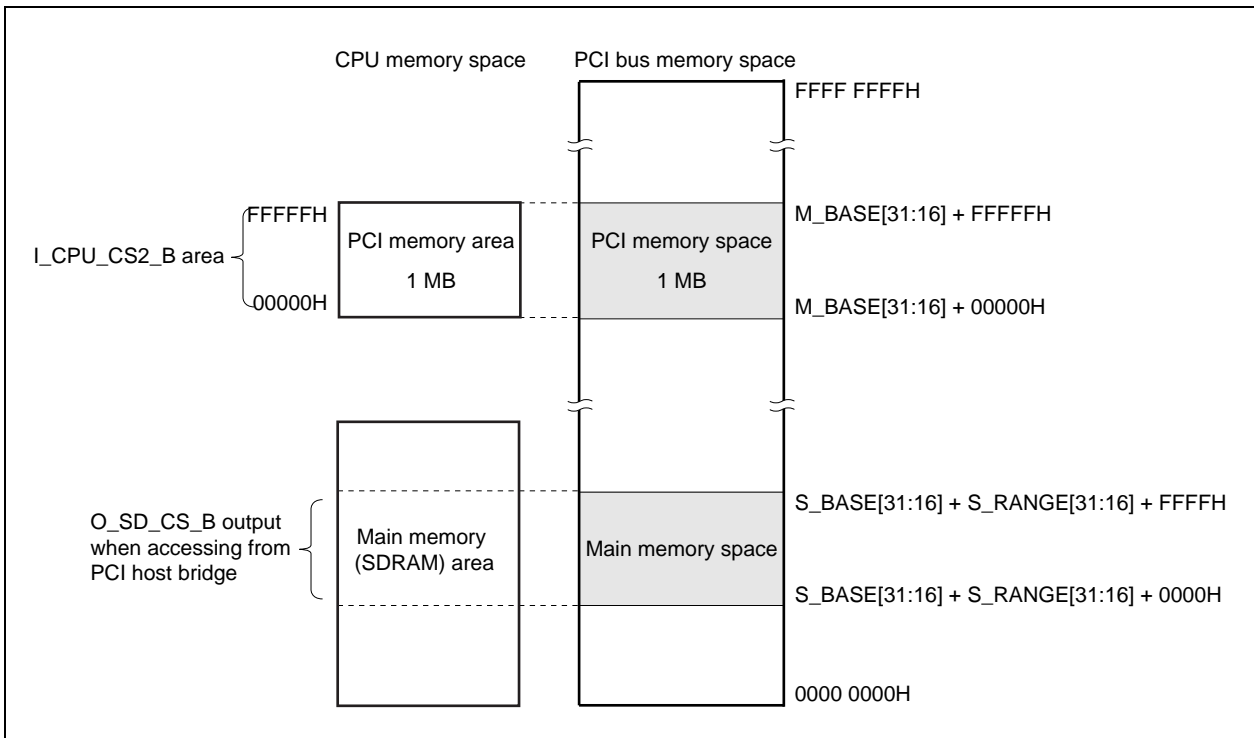 CPU memory space
PCI bus memory space
FFFF FFFFH
FFFFFH
M_BASE[31:16] + FFFFFH
I_CPU_CS2_B area
PCI memory area
1 MB
PCI memory space
1 MB
00000H
M_BASE[31:16] + 00000H
S_BASE[31:16] + S_RANGE[31:16] + FFFFH
O_SD_CS_B output
when accessing from
PCI host bridge
Main memory
(SDRAM) area
Main memory space
S_BASE[31:16] + S_RANGE[31:16] + 0000H
0000 0000H